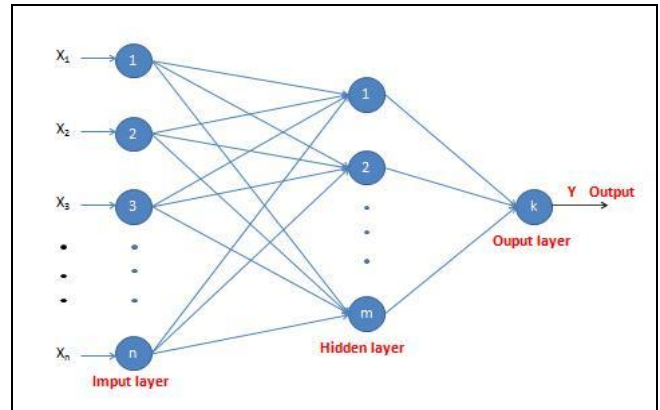 X₁ 1
1
X₂ 2
2
X₃ 3
k
Y Output
Ouput layer
m
Hidden layer
Xₙ n
Imput layer